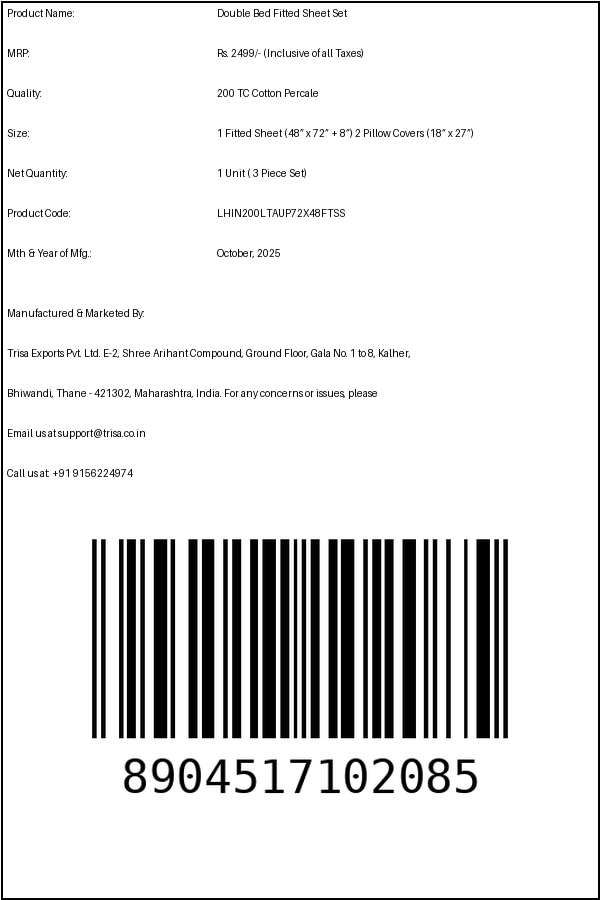 Product Name: Double Bed Fitted Sheet Set
MRP: Rs. 2499/- (Inclusive of all Taxes)
Quality: 200 TC Cotton Percale
Size: 1 Fitted Sheet (48” x 72” + 8”) 2 Pillow Covers (18” x 27”)
Net Quantity: 1 Unit ( 3 Piece Set)
Product Code: LHIN200LTAUP72X48FTSS
Mth & Year of Mfg.: October, 2025
Manufactured & Marketed By:
Trisa Exports Pvt. Ltd. E-2, Shree Arihant Compound, Ground Floor, Gala No. 1 to 8, Kalher,
Bhiwandi, Thane - 421302, Maharashtra, India. For any concerns or issues, please
Email us at support@trisa.co.in
Call us at: +91 9156224974
8904517102085